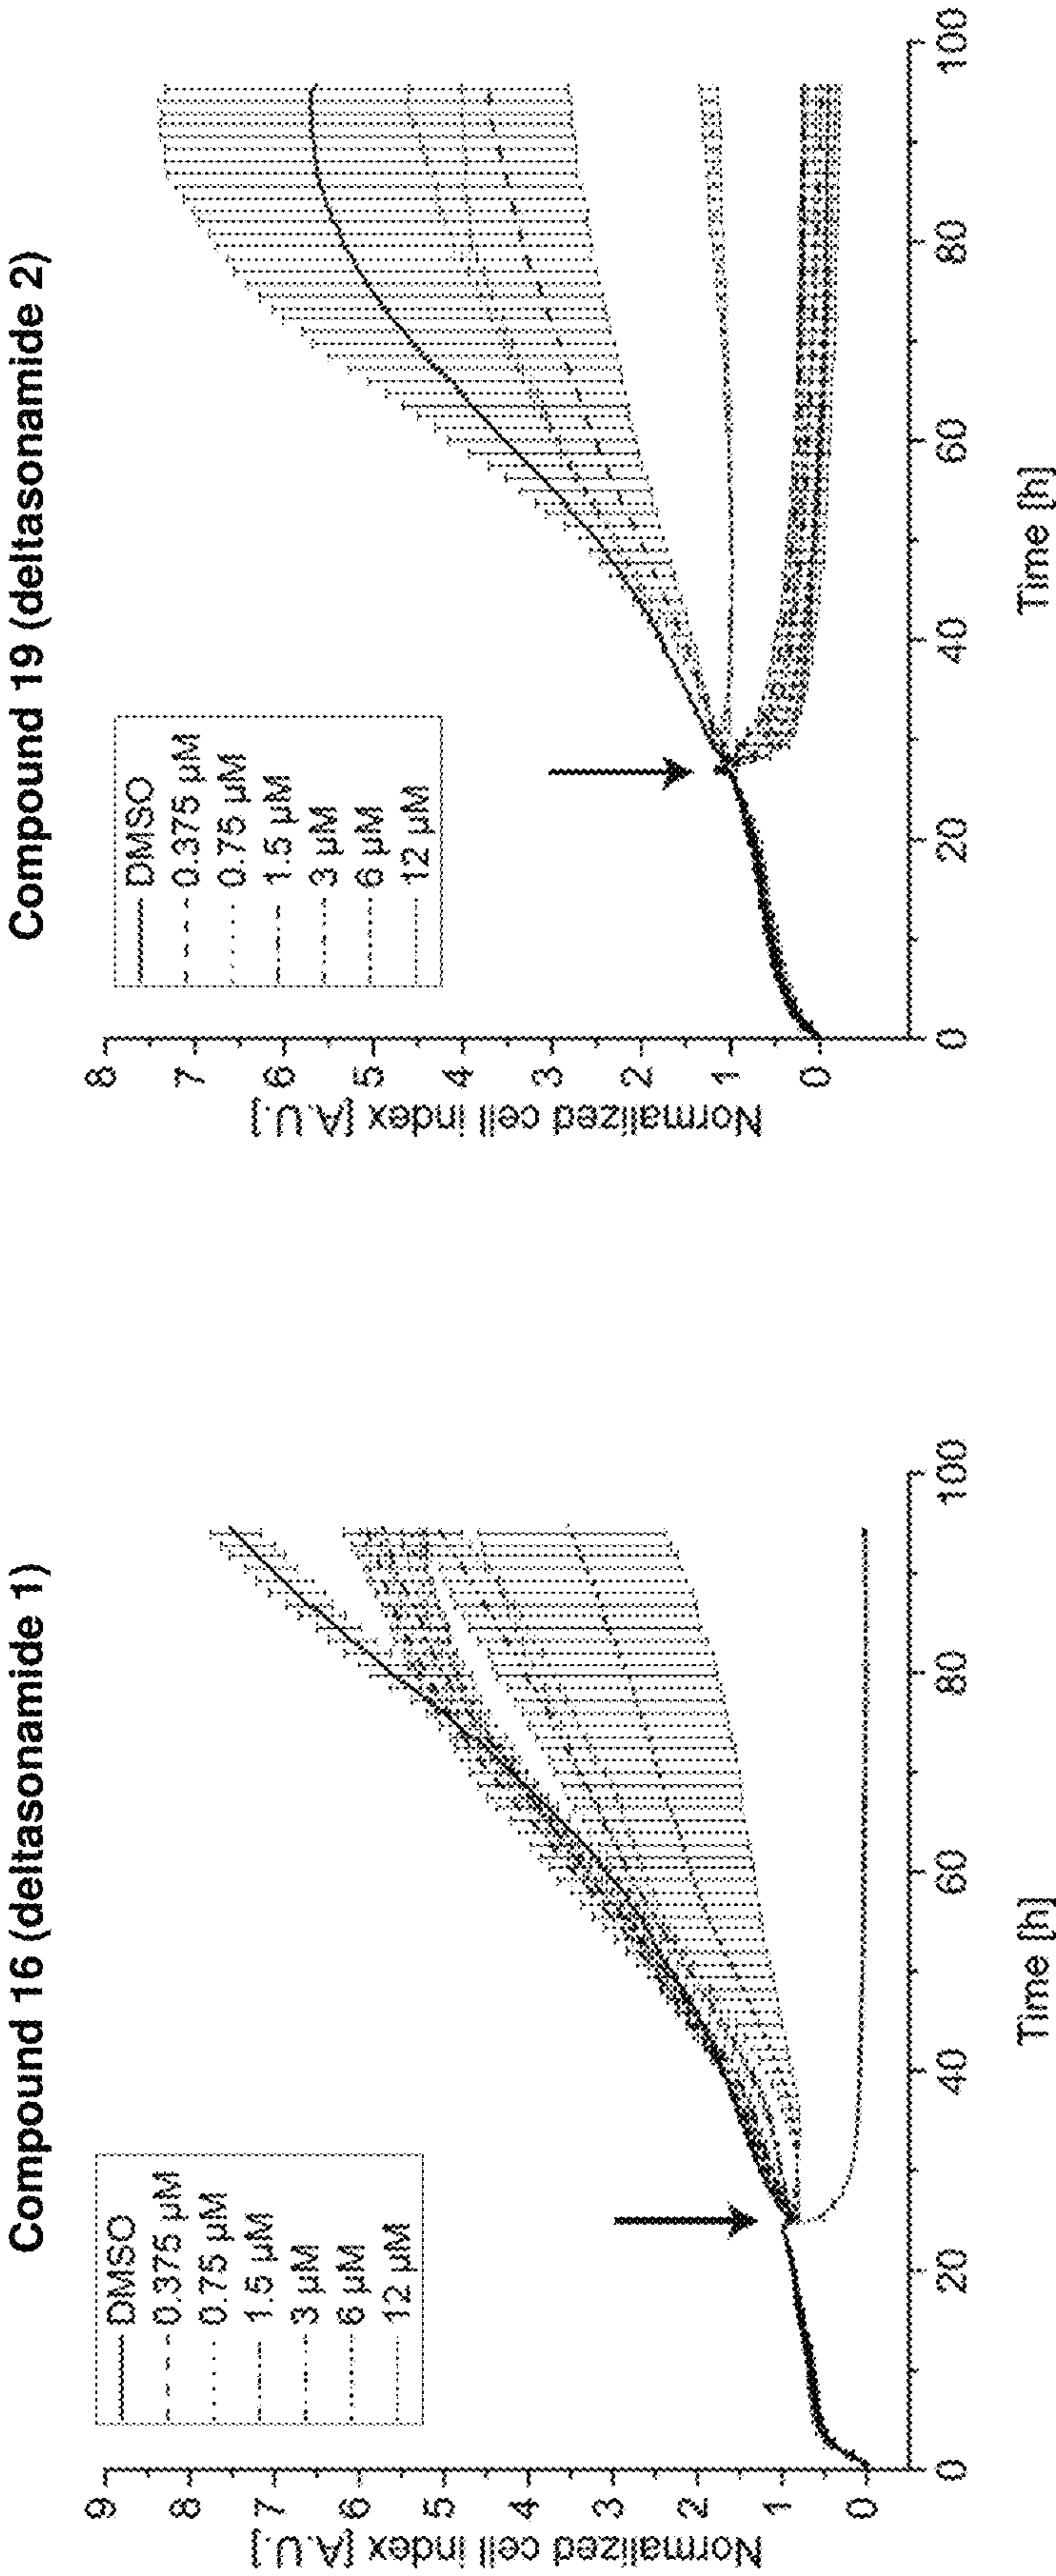 Compound 16 (deltasonamide 1)
DMSO
0.375 µM
0.75 µM
1.5 µM
3 µM
6 µM
12 µM
Normalized cell index [A.U.]
9
8
7
6
5
4
3
2
1
0
0
20
40
60
80
100
Time [h]
Compound 19 (deltasonamide 2)
DMSO
0.375 µM
0.75 µM
1.5 µM
3 µM
6 µM
12 µM
Normalized cell index [A.U.]
8
7
6
5
4
3
2
1
0
0
20
40
60
80
100
Time [h]